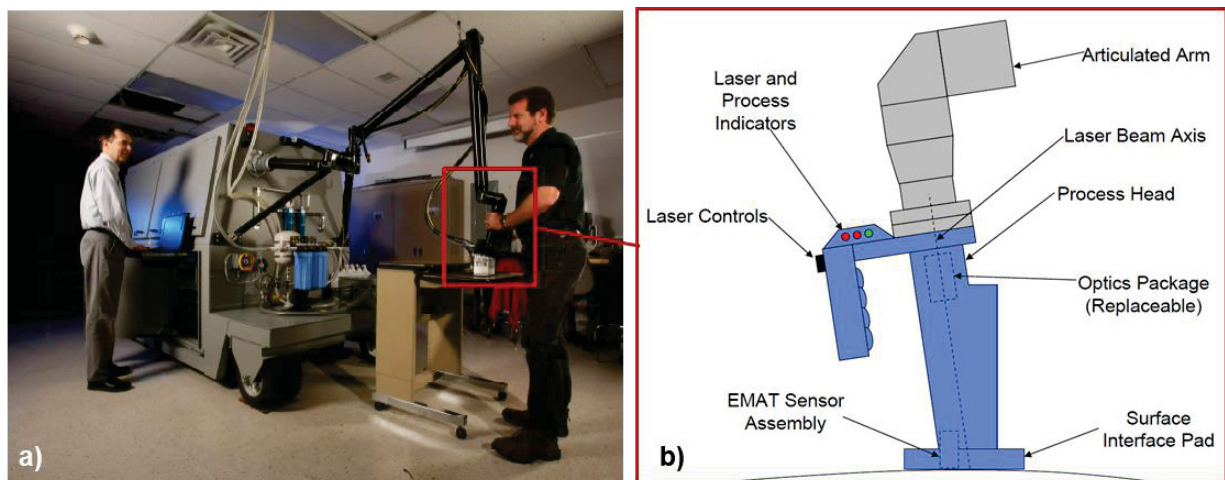 a)
Laser and
Process
Indicators
Articulated Arm
Laser Beam Axis
Process Head
Laser Controls
Optics Package
(Replaceable)
EMAT Sensor
Assembly
Surface
Interface Pad
b)